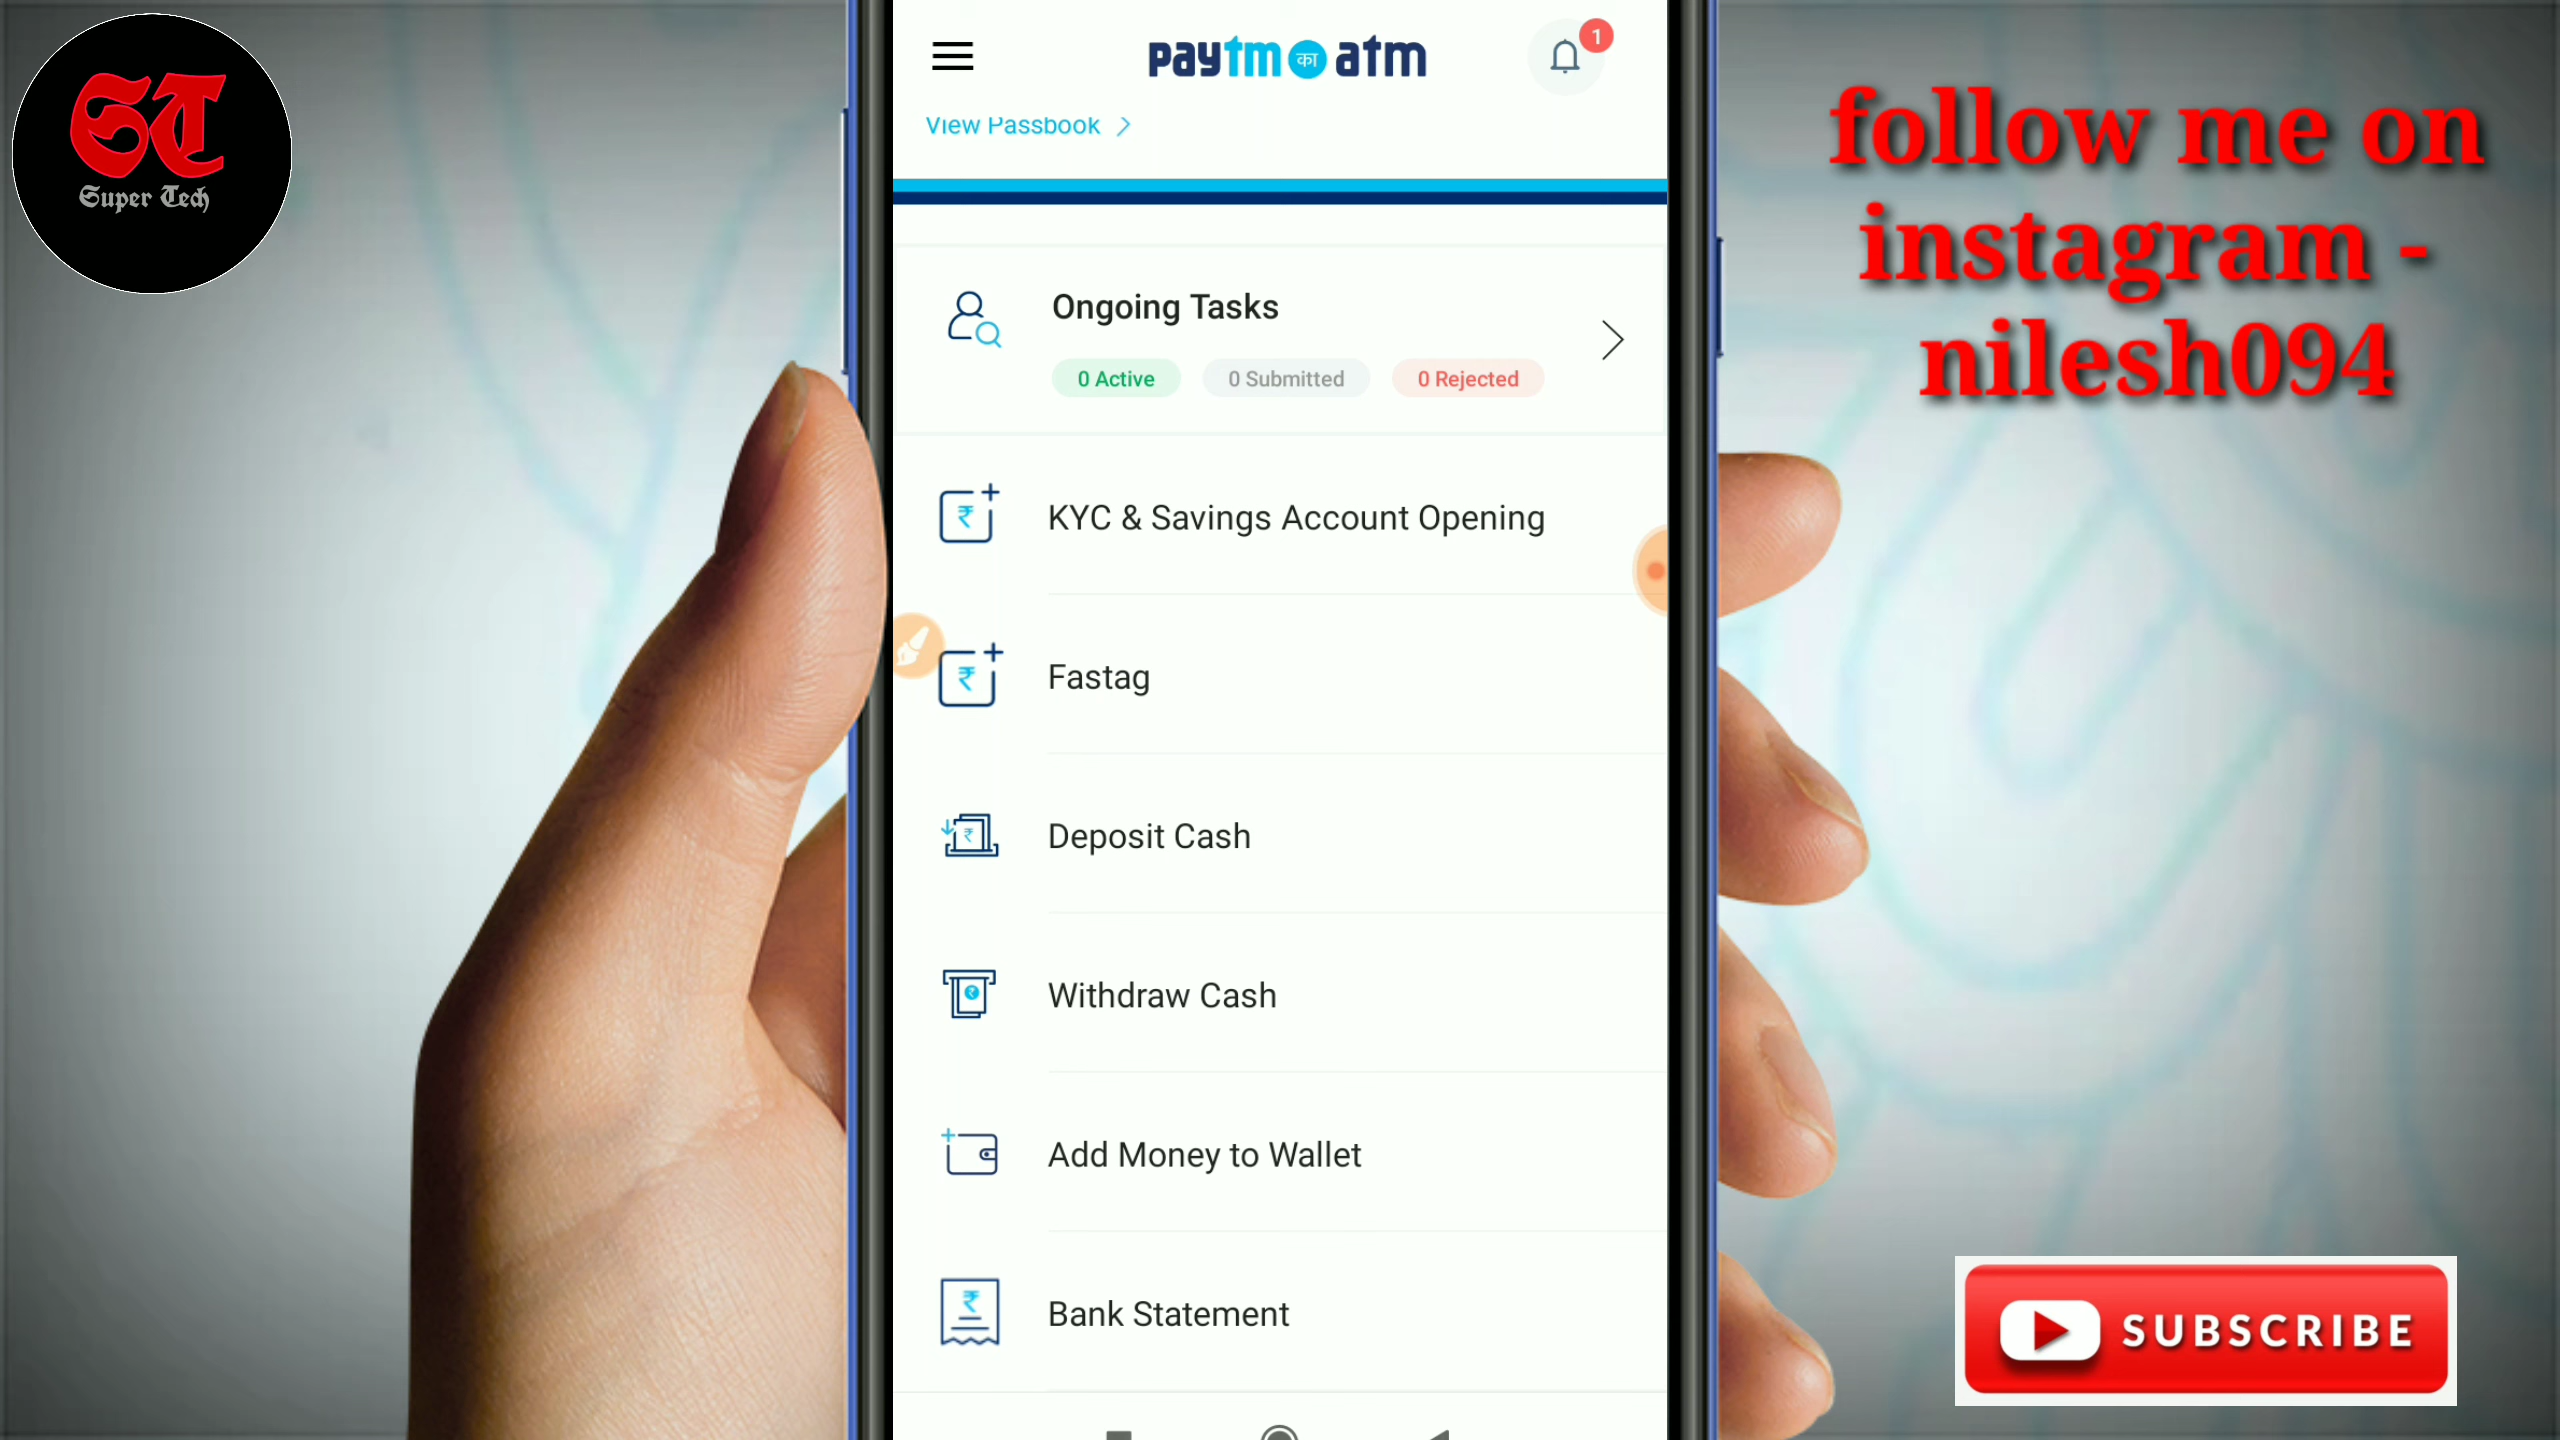 ST
Super Tech
paytm का atm
1
View Passbook
Ongoing Tasks
0 Active
0 Submitted
0 Rejected
KYC & Savings Account Opening
Fastag
Deposit Cash
Withdraw Cash
Add Money to Wallet
Bank Statement
follow me on
instagram -
nilesh094
SUBSCRIBE